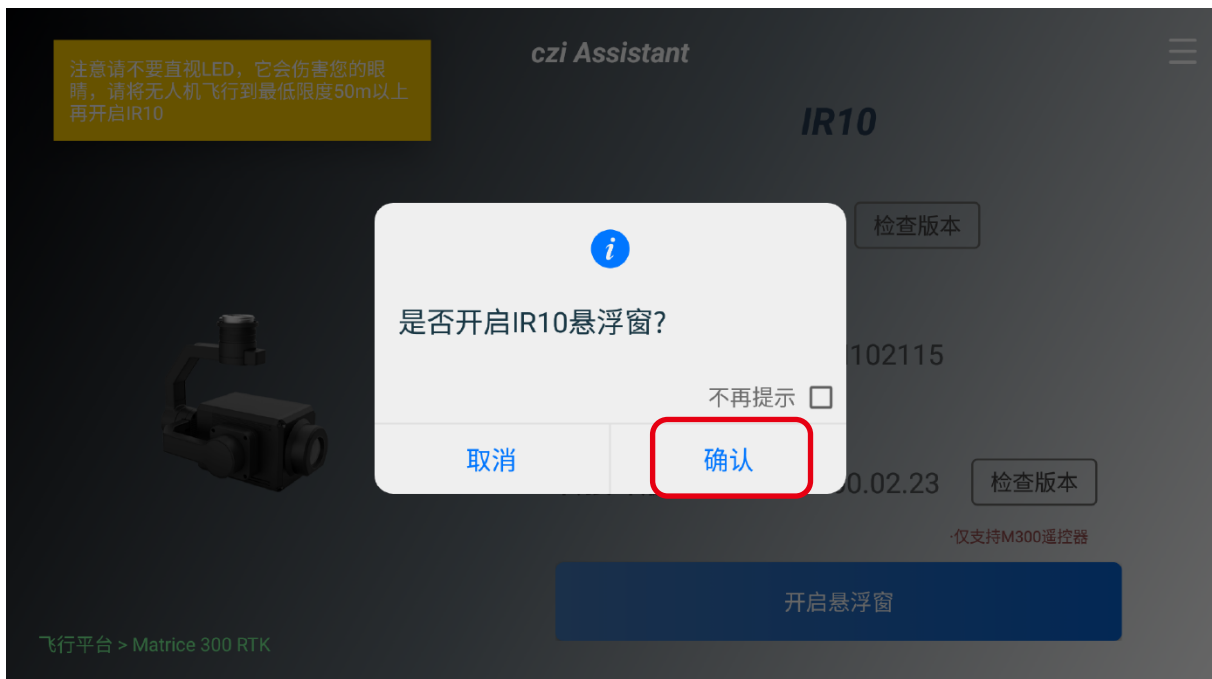 czi Assistant
注意请不要直视LED，它会伤害您的眼
睛，请将无人机飞行到最低限度50m以上
再开启IR10
IR10
检查版本
i
是否开启IR10悬浮窗?
102115
不再提示
取消
确认
0.02.23
检查版本
·仅支持M300遥控器
开启悬浮窗
飞行平台 > Matrice 300 RTK